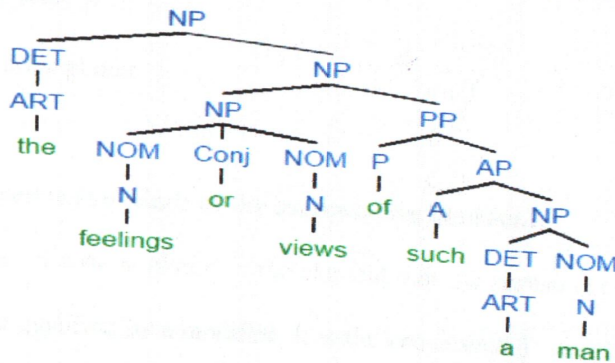 NP
DET NP
ART NP PP
the NOM Conj NOM P AP
N or N of A NP
feelings views such DET NOM
ART N
a man